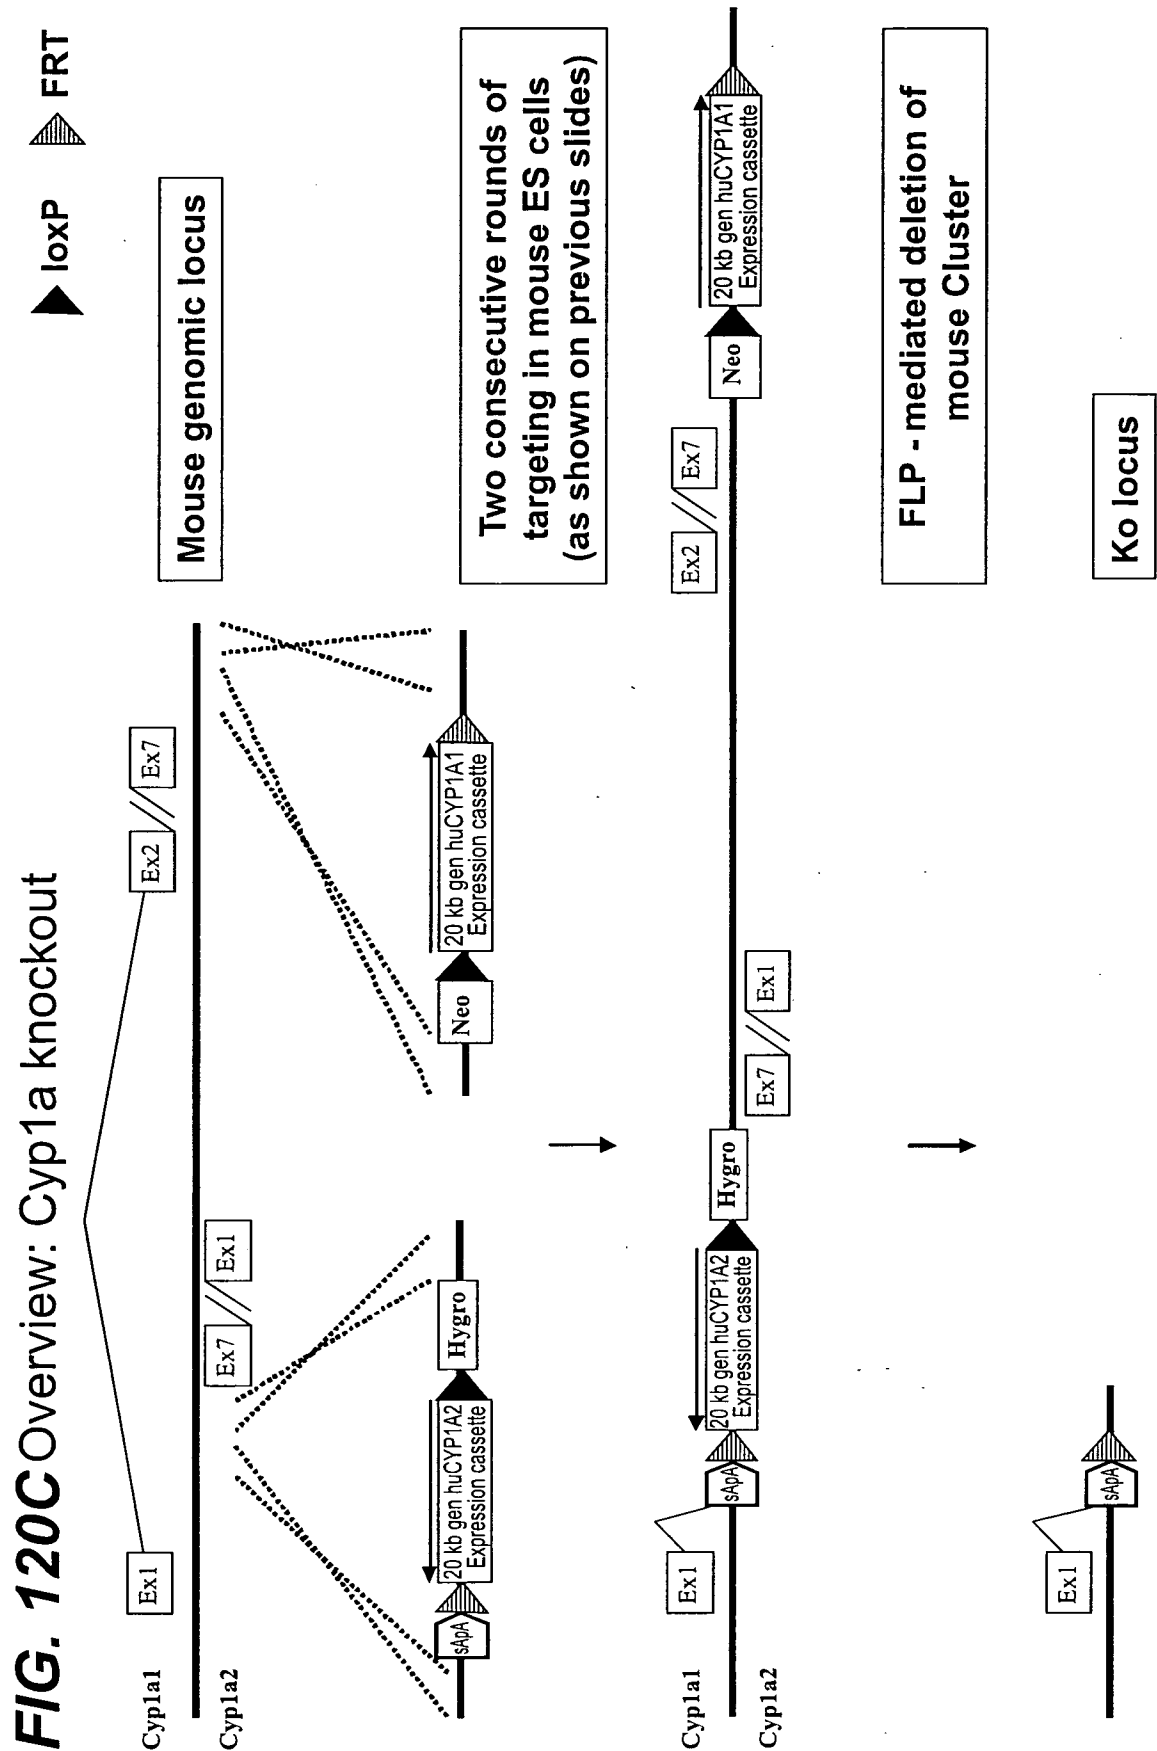 FIG. 120C Overview: Cyp1a knockout
loxP
FRT
Mouse genomic locus
Cyp1a1
Ex1
Ex2
Ex7
Cyp1a2
Ex7
Ex1
sApA
20 kb gen huCYP1A2
Expression cassette
Hygro
Neo
20 kb gen huCYP1A1
Expression cassette
Two consecutive rounds of
targeting in mouse ES cells
(as shown on previous slides)
Cyp1a1
Ex1
Ex2
Ex7
sApA
20 kb gen huCYP1A2
Expression cassette
Hygro
Neo
20 kb gen huCYP1A1
Expression cassette
Cyp1a2
Ex7
Ex1
FLP - mediated deletion of
mouse Cluster
Ex1
sApA
Ko locus